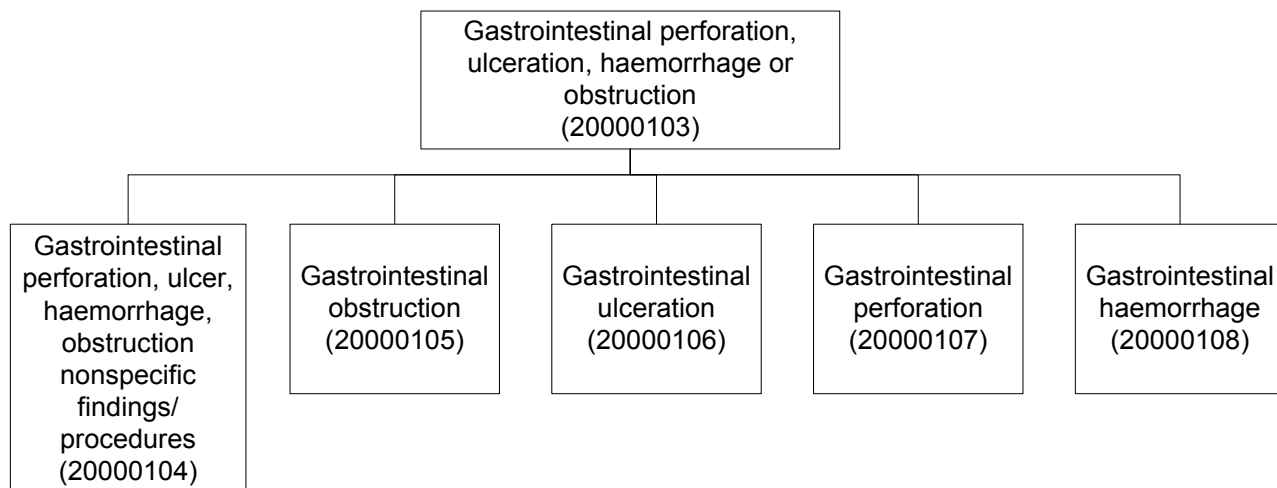 Gastrointestinal perforation,
ulceration, haemorrhage or
obstruction
(20000103)
Gastrointestinal
perforation, ulcer,
haemorrhage,
obstruction
nonspecific
findings/
procedures
(20000104)
Gastrointestinal
obstruction
(20000105)
Gastrointestinal
ulceration
(20000106)
Gastrointestinal
perforation
(20000107)
Gastrointestinal
haemorrhage
(20000108)